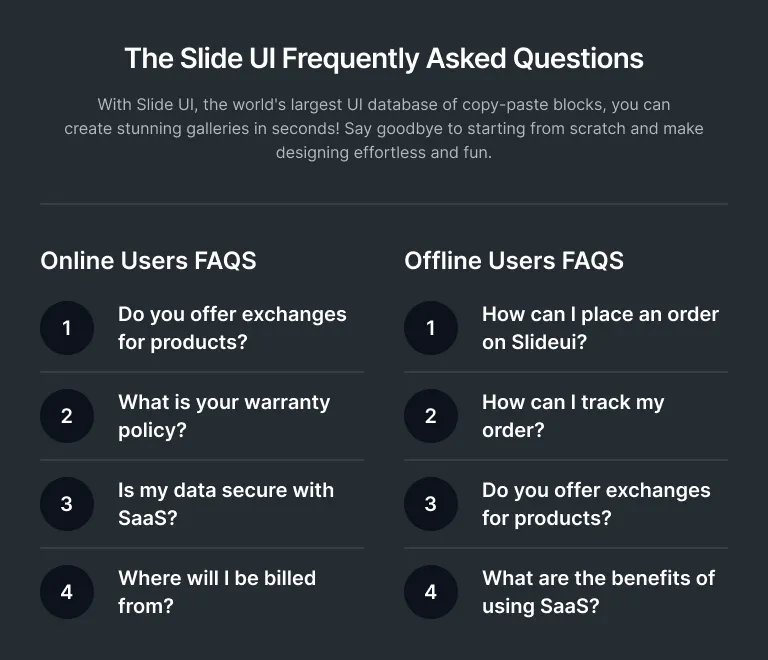 The Slide UI Frequently Asked Questions
With Slide UI, the world's largest UI database of copy-paste blocks, you can
create stunning galleries in seconds! Say goodbye to starting from scratch and make
designing effortless and fun.
Online Users FAQS
1
Do you offer exchanges
for products?
2
What is your warranty
policy?
3
Is my data secure with
SaaS?
4
Where will I be billed
from?
Offline Users FAQS
1
How can I place an order
on Slideui?
2
How can I track my
order?
3
Do you offer exchanges
for products?
4
What are the benefits of
using SaaS?